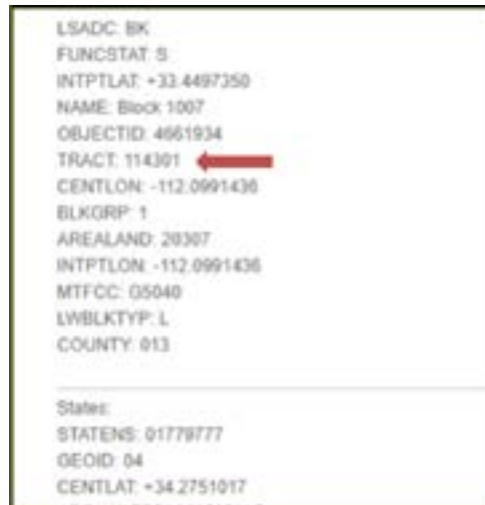 LSADC: BK
FUNCSTAT: S
INTPTLAT: +33.4497350
NAME: Block 1007
OBJECTID: 4661934
TRACT: 114301
CENTLON: -112.0991436
BLKGRP: 1
AREALAND: 20307
INTPTLON: -112.0991436
MTFCC: G5040
LWBLKTYP: L
COUNTY: 013
States:
STATENS: 01779777
GEOID: 04
CENTLAT: +34.2751017